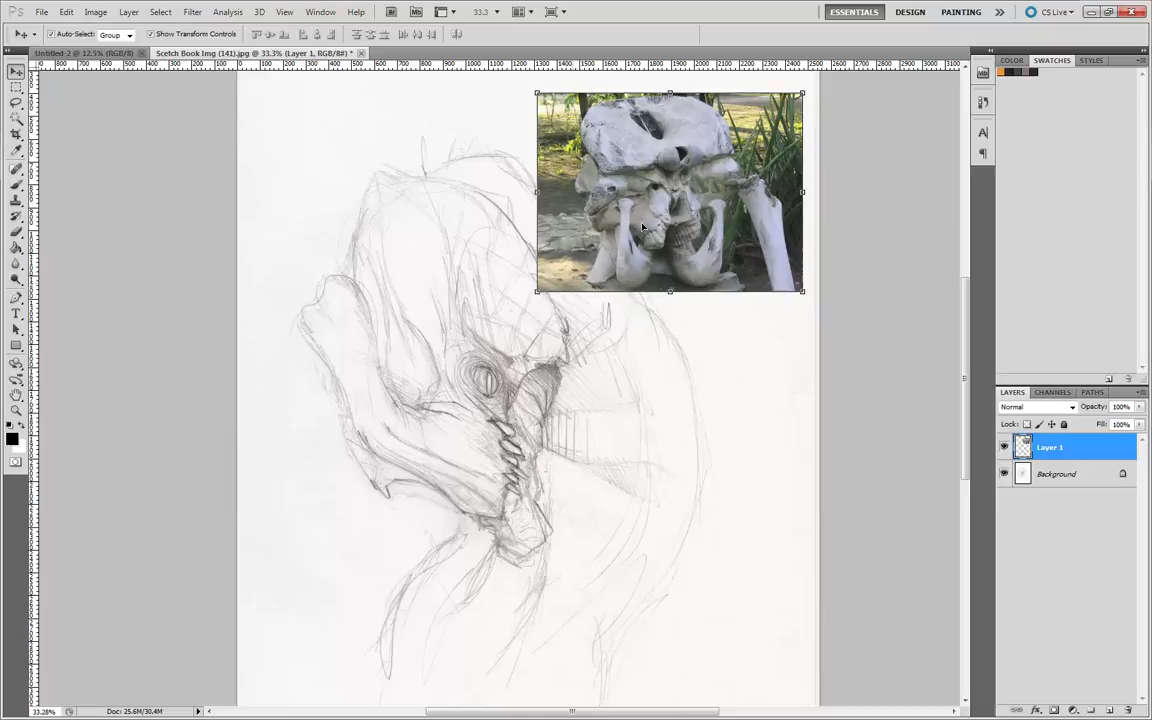 Ps File Edit Image Layer Select Filter Analysis 3D View Window Help Br Mb 33.3 ESSENTIALS DESIGN PAINTING CS Live
Auto-Select: Group Show Transform Controls
Untitled-2 @ 12.5% (RGB/8) Scetch Book Img (141).jpg @ 33.3% (Layer 1, RGB/8#) *
COLOR SWATCHES STYLES
LAYERS CHANNELS PATHS
Normal Opacity: 100%
Lock: Fill: 100%
Layer 1
Background
33.28% Doc: 25.6M/30.4M